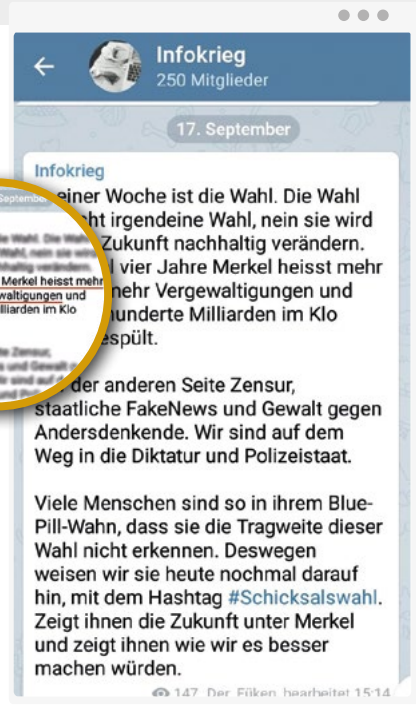 Infokrieg
250 Mitglieder
17. September
Infokrieg
einer Woche ist die Wahl. Die Wahl
ht irgendeine Wahl, nein sie wird
Zukunft nachhaltig verändern.
l vier Jahre Merkel heisst mehr
mehr Vergewaltigungen und
hunderte Milliarden im Klo
espült.
der anderen Seite Zensur,
staatliche FakeNews und Gewalt gegen
Andersdenkende. Wir sind auf dem
Weg in die Diktatur und Polizeistaat.
Viele Menschen sind so in ihrem Blue-
Pill-Wahn, dass sie die Tragweite dieser
Wahl nicht erkennen. Deswegen
weisen wir sie heute nochmal darauf
hin, mit dem Hashtag #Schicksalswahl.
Zeigt ihnen die Zukunft unter Merkel
und zeigt ihnen wie wir es besser
machen würden.
147 Der Füken, bearbeitet 15:14
September
Merkel heisst mehr
waltigungen und
lliarden im Klo